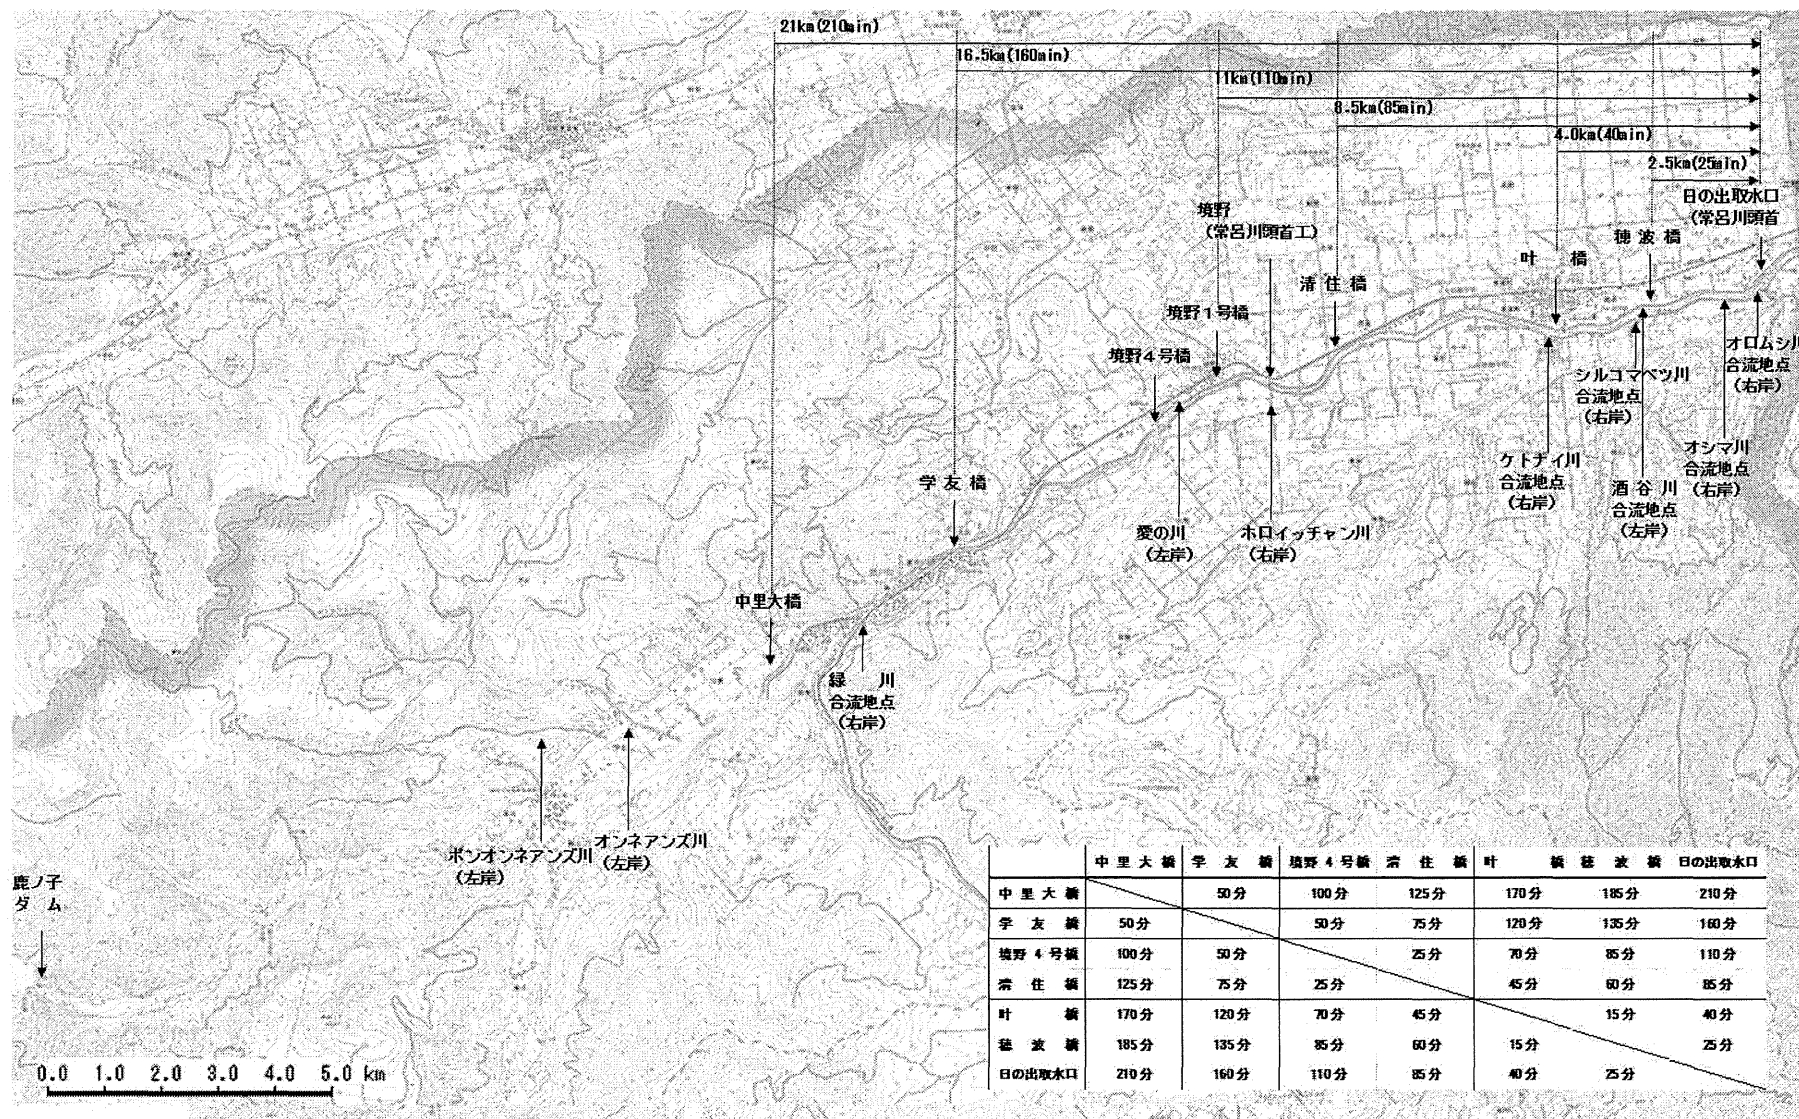 21km(210min)
16.5km(160min)
11km(110min)
8.5km(85min)
4.0km(40min)
2.5km(25min)
日の出取水口
(常呂川頭首
穂波橋
境野
(常呂川頭首工)
叶 橋
清住橋
境野1号橋
境野4号橋
オロムシ川
合流地点
(右岸)
シルコマベツ川
合流地点
(右岸)
オシマ川
合流地点
(右岸)
ケトナイ川
合流地点
(右岸)
酒谷川
合流地点
(左岸)
学友橋
愛の川
(左岸)
ホロイッチャン川
(右岸)
中里大橋
緑 川
合流地点
(右岸)
ポンオンネアンズ川
(左岸)
オンネアンズ川
(左岸)
鹿ノ子
ダム
中里大橋 学友橋 境野4号橋 清住橋 叶橋 穂波橋 日の出取水口
中里大橋 50分 100分 125分 170分 185分 210分
学友橋 50分 50分 75分 120分 135分 160分
境野4号橋 100分 50分 25分 70分 85分 110分
清住橋 125分 75分 25分 45分 60分 85分
叶橋 170分 120分 70分 45分 15分 40分
穂波橋 185分 135分 85分 60分 15分 25分
日の出取水口 210分 160分 110分 85分 40分 25分
0.0 1.0 2.0 3.0 4.0 5.0 km